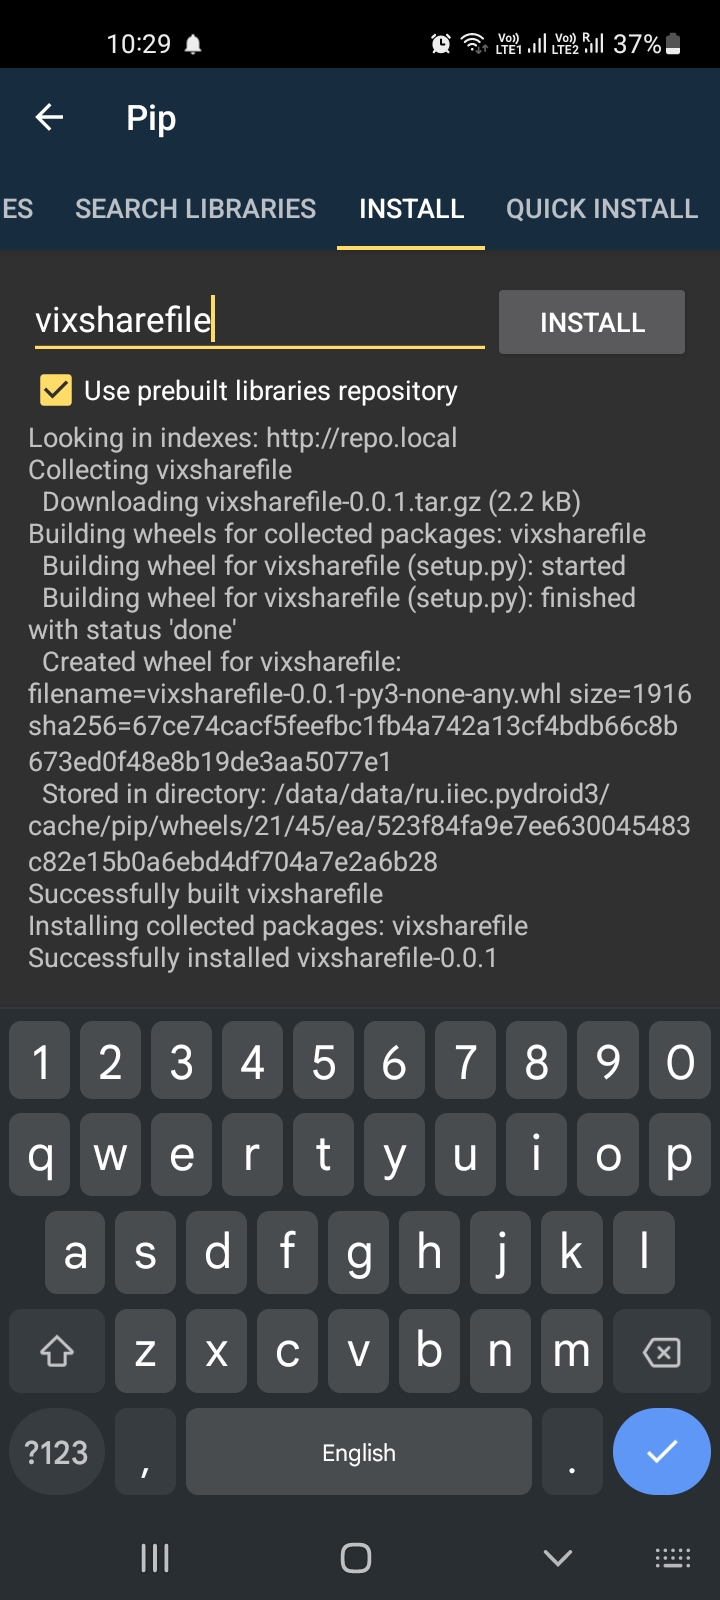 10:29 Vo)) LTE1 Vo)) LTE2 R 37%
Pip
ES SEARCH LIBRARIES INSTALL QUICK INSTALL
vixsharefile INSTALL
Use prebuilt libraries repository
Looking in indexes: http://repo.local
Collecting vixsharefile
Downloading vixsharefile-0.0.1.tar.gz (2.2 kB)
Building wheels for collected packages: vixsharefile
Building wheel for vixsharefile (setup.py): started
Building wheel for vixsharefile (setup.py): finished
with status 'done'
Created wheel for vixsharefile:
filename=vixsharefile-0.0.1-py3-none-any.whl size=1916
sha256=67ce74cacf5feefbc1fb4a742a13cf4bdb66c8b
673ed0f48e8b19de3aa5077e1
Stored in directory: /data/data/ru.iiec.pydroid3/
cache/pip/wheels/21/45/ea/523f84fa9e7ee630045483
c82e15b0a6ebd4df704a7e2a6b28
Successfully built vixsharefile
Installing collected packages: vixsharefile
Successfully installed vixsharefile-0.0.1
1 2 3 4 5 6 7 8 9 0
q w e r t y u i o p
a s d f g h j k l
z x c v b n m
?123 , English .